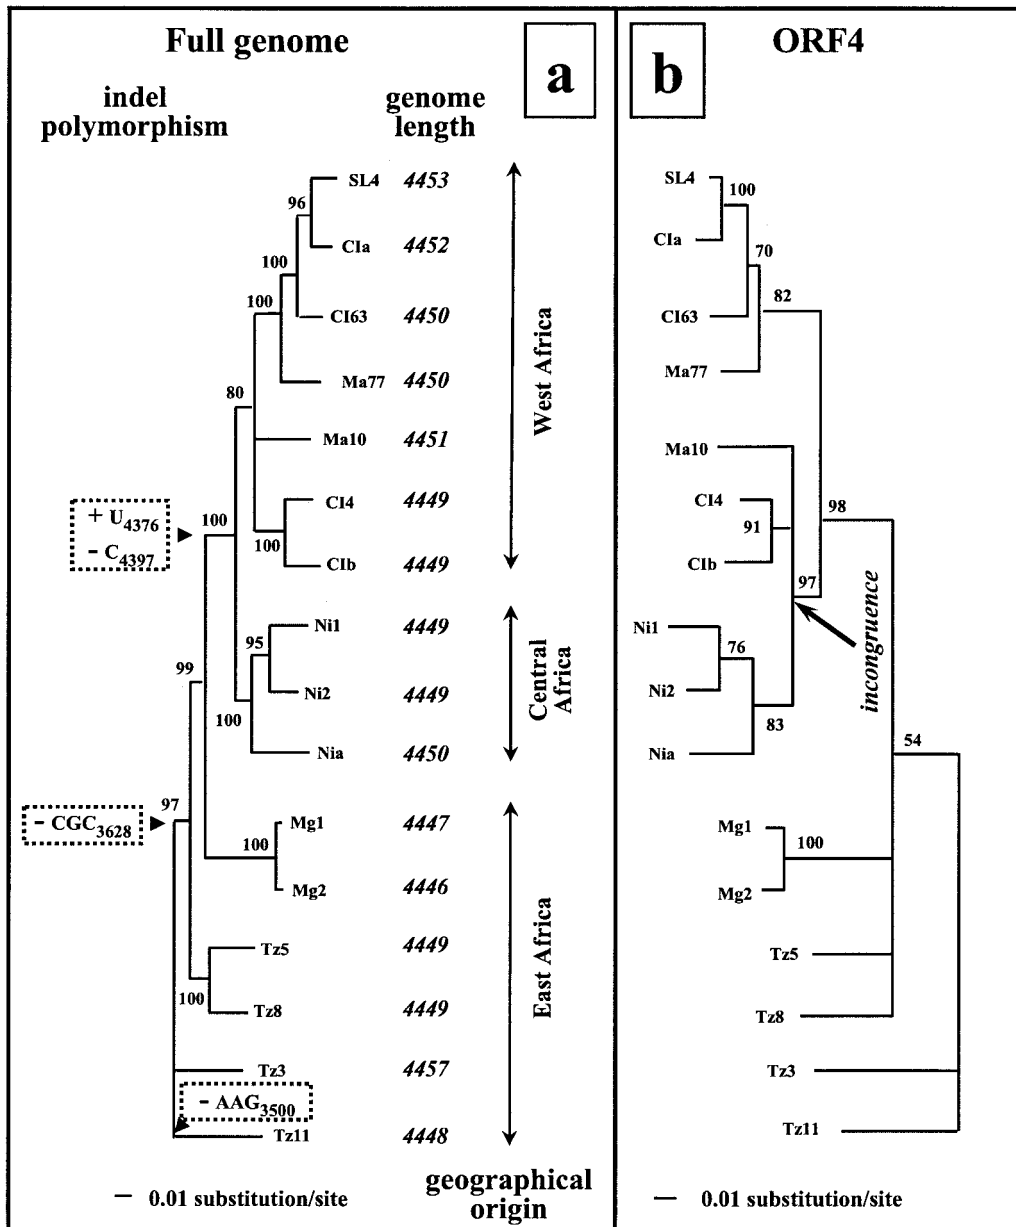 Full genome
a
indel
polymorphism
genome
length
96
SL4 4453
CIa 4452
100
CI63 4450
100
Ma77 4450
80
Ma10 4451
CI4 4449
100
CIb 4449
+ U4376
- C4397
100
Ni1 4449
95
Ni2 4449
100
Nia 4450
99
- CGC3628
97
Mg1 4447
100
Mg2 4446
Tz5 4449
100
Tz8 4449
Tz3 4457
- AAG3500
Tz11 4448
West Africa
Central
Africa
East Africa
geographical
origin
0.01 substitution/site
b
ORF4
SL4
100
CIa
70
CI63
82
Ma77
Ma10
CI4
91
98
CIb
97
incongruence
Ni1
76
Ni2
83
Nia
54
Mg1
100
Mg2
Tz5
Tz8
Tz3
Tz11
0.01 substitution/site